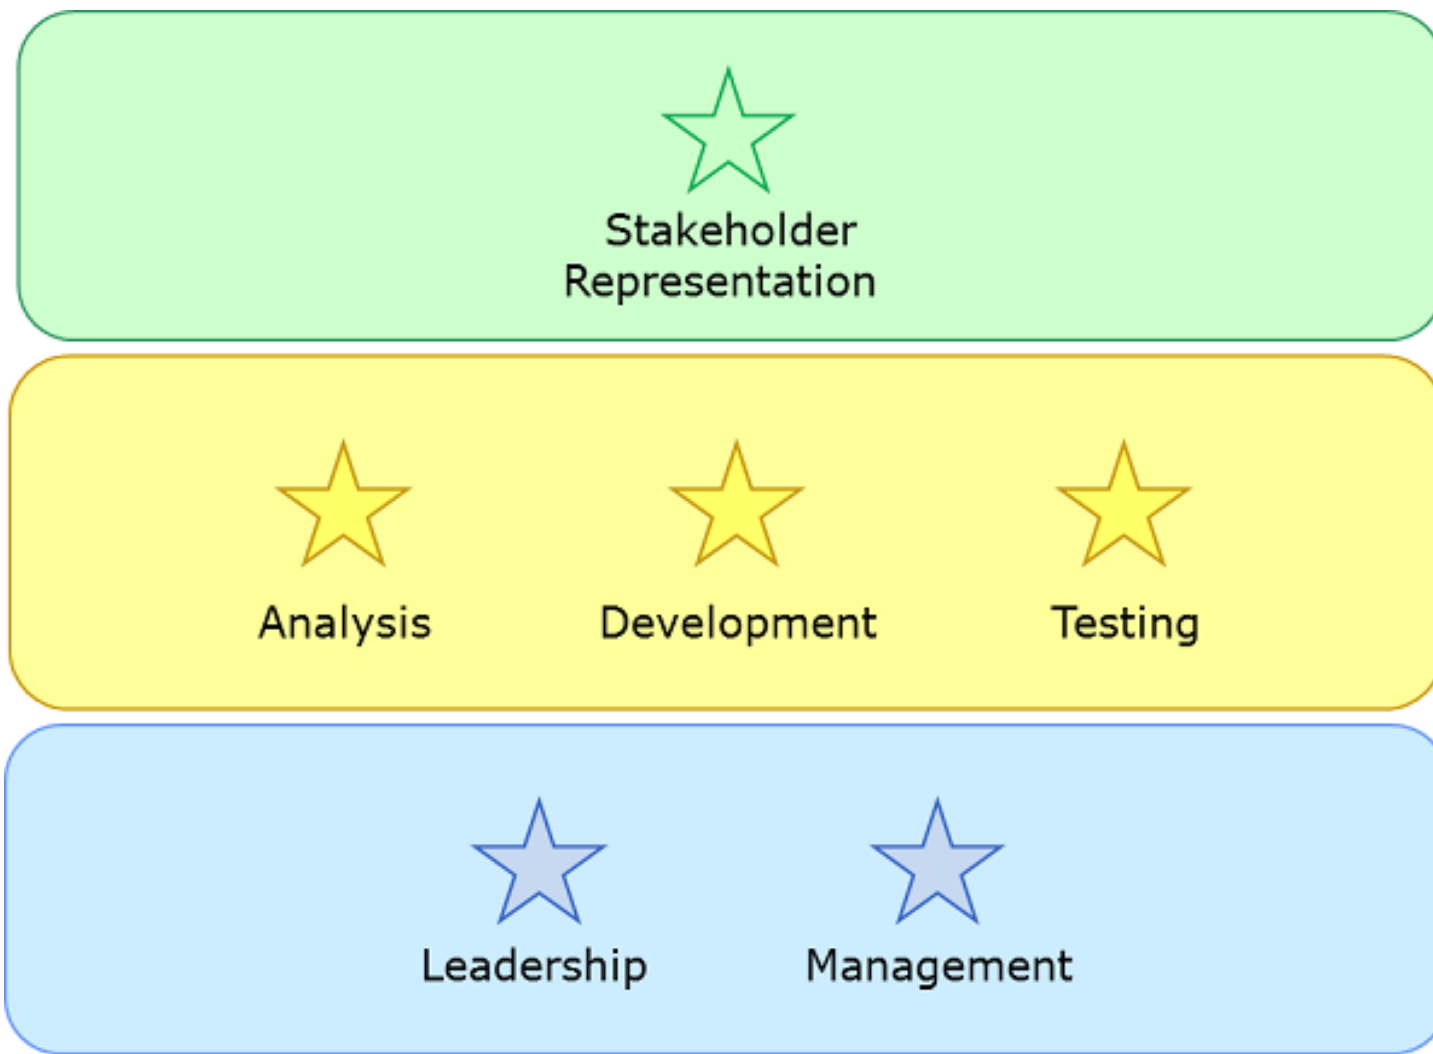 Stakeholder
Representation
Analysis
Development
Testing
Leadership
Management